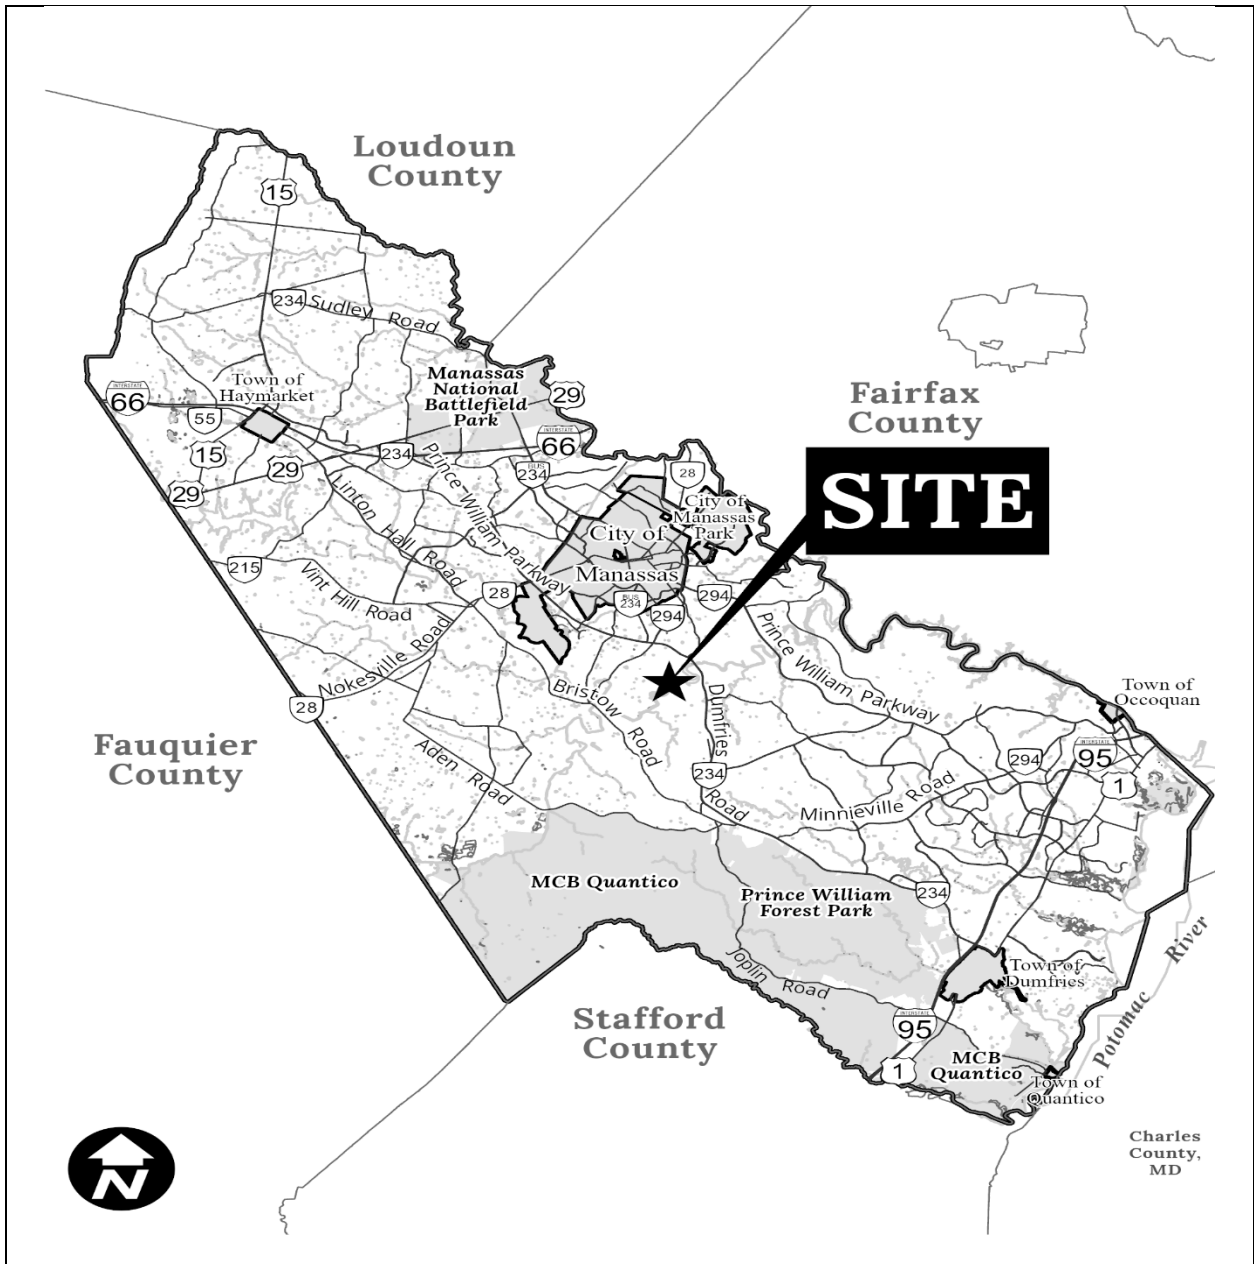 Loudoun
County
15
234
Sudley Road
Manassas
National
Battlefield
Park
Town of
Haymarket
INTERSTATE
66
55
29
Fairfax
County
15
29
234
INTERSTATE
66
BUS
234
28
29
Prince William Parkway
Linton Hall Road
SITE
City of
Manassas
Park
City of
Manassas
215
Vint Hill Road
28
BUS
234
294
294
Prince William Parkway
Nokesville Road
28
Bristow Road
Dumfries Road
Town of
Occoquan
Fauquier
County
Aden Road
234
294
INTERSTATE
95
1
Minnieville Road
MCB Quantico
Prince William
Forest Park
234
Joplin Road
Town of
Dumfries
Potomac River
Stafford
County
INTERSTATE
95
1
MCB
Quantico
Town of
Quantico
Charles
County,
MD
N